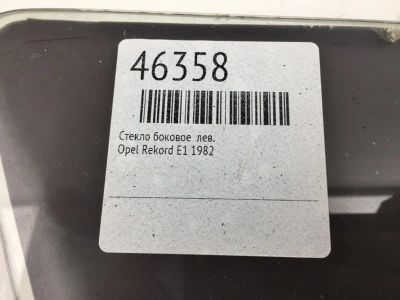 46358
Стекло боковое лев.
Opel Rekord E1 1982